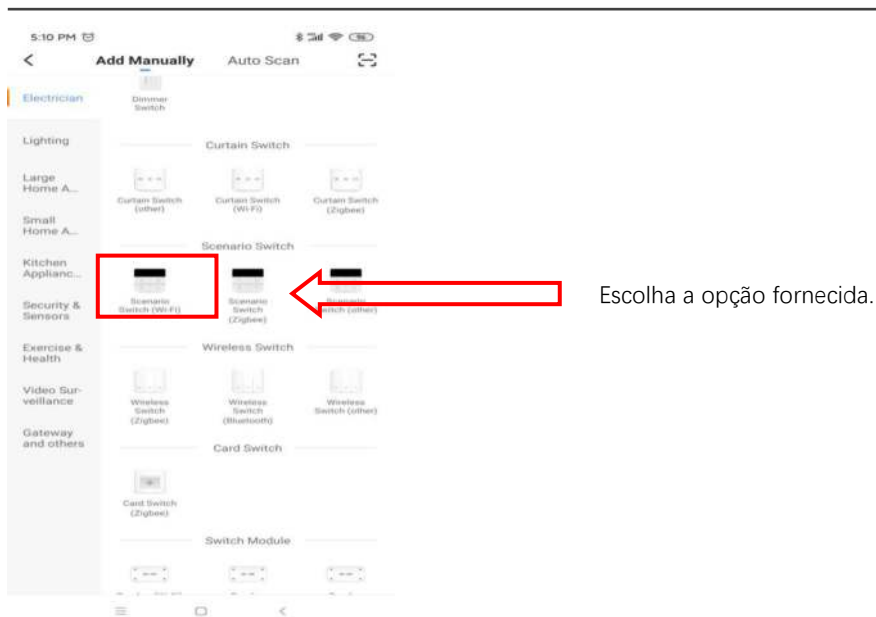 5:10 PM
Add Manually Auto Scan
Electrician
Dimmer
Switch
Lighting
Curtain Switch
Large
Home A...
Curtain Switch
(other)
Curtain Switch
(Wi-Fi)
Curtain Switch
(Zigbee)
Small
Home A...
Scenario Switch
Kitchen
Applianc...
Scenario
Switch (Wi-Fi)
Scenario
Switch
(Zigbee)
Scenario
Switch (other)
Escolha a opção fornecida.
Security &
Sensors
Exercise &
Health
Wireless Switch
Video Sur-
veillance
Wireless
Switch
(Zigbee)
Wireless
Switch
(Bluetooth)
Wireless
Switch (other)
Gateway
and others
Card Switch
Card Switch
(Zigbee)
Switch Module